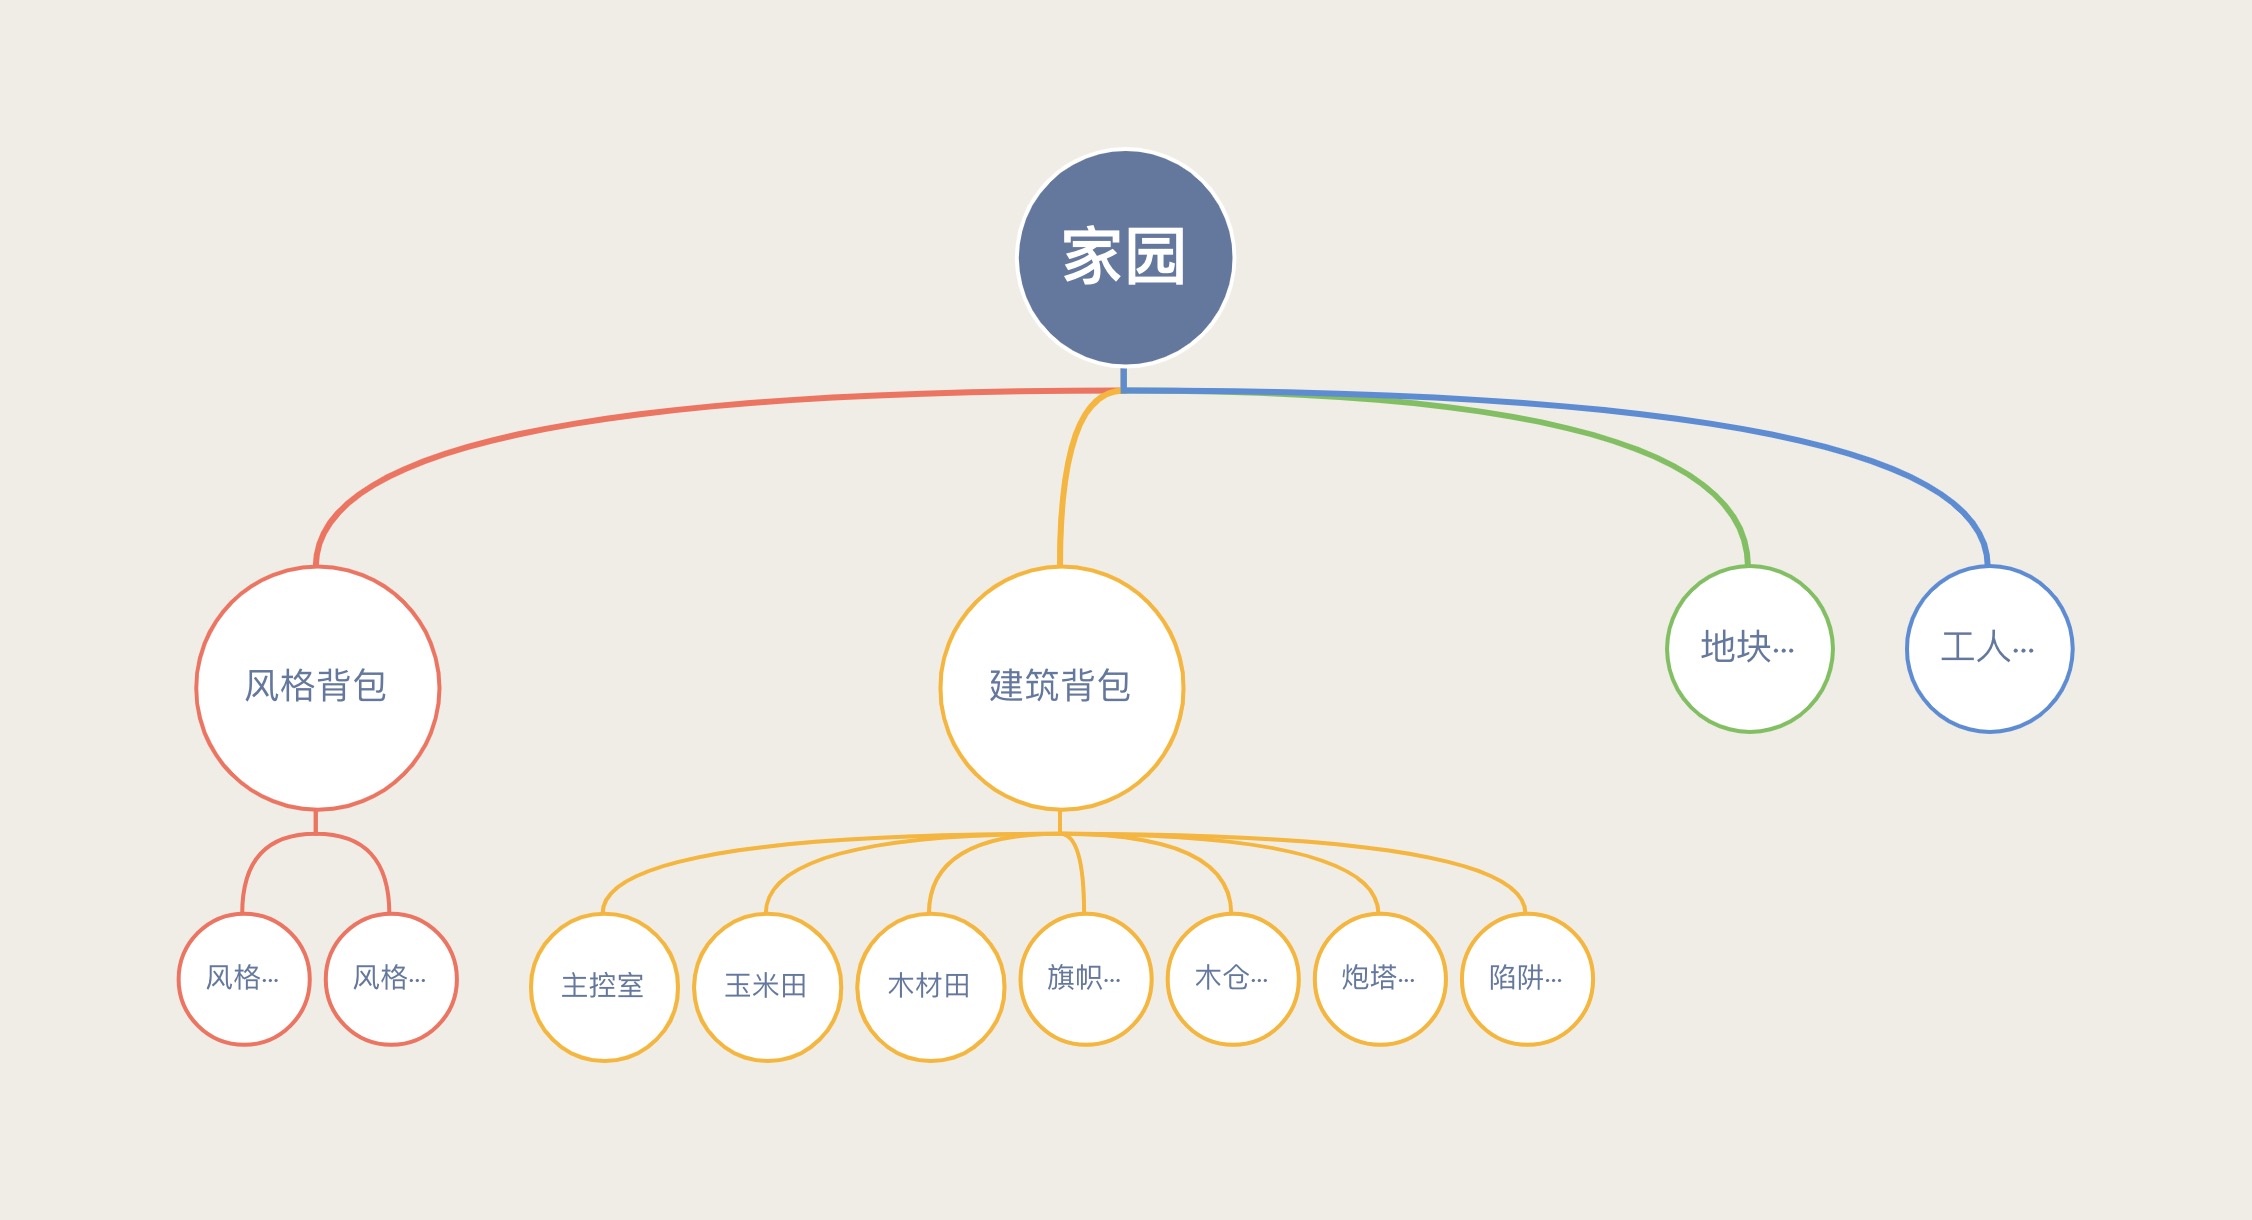 家园
风格背包
建筑背包
地块…
工人…
风格…
风格…
主控室
玉米田
木材田
旗帜…
木仓…
炮塔…
陷阱…